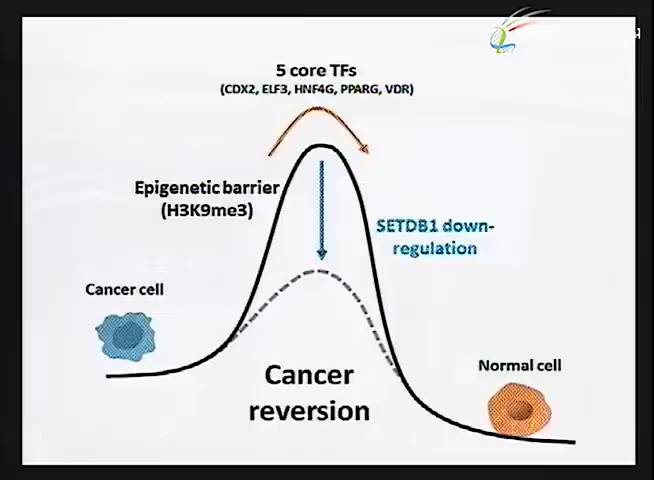 5 core TFs
(CDX2, ELF3, HNF4G, PPARG, VDR)
Epigenetic barrier
(H3K9me3)
SETDB1 down-
regulation
Cancer cell
Normal cell
Cancer
reversion